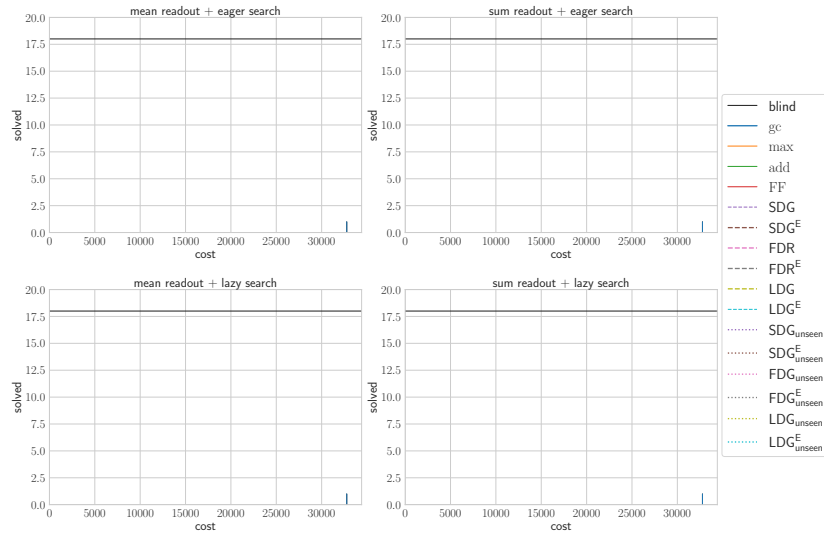 mean readout + eager search
20.0
17.5
15.0
12.5
10.0
7.5
5.0
2.5
0.0
solved
0 5000 10000 15000 20000 25000 30000
cost
sum readout + eager search
20.0
17.5
15.0
12.5
10.0
7.5
5.0
2.5
0.0
solved
0 5000 10000 15000 20000 25000 30000
cost
mean readout + lazy search
20.0
17.5
15.0
12.5
10.0
7.5
5.0
2.5
0.0
solved
0 5000 10000 15000 20000 25000 30000
cost
sum readout + lazy search
20.0
17.5
15.0
12.5
10.0
7.5
5.0
2.5
0.0
solved
0 5000 10000 15000 20000 25000 30000
cost
blind
gc
max
add
FF
SDG
SDG^E
FDR
FDR^E
LDG
LDG^E
SDG_unseen
SDG^E_unseen
FDG_unseen
FDG^E_unseen
LDG_unseen
LDG^E_unseen